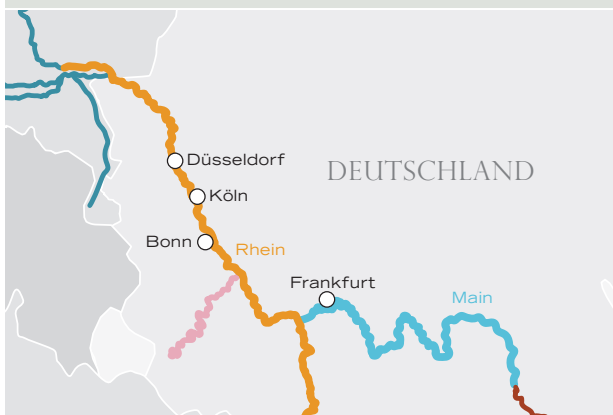 Düsseldorf
DEUTSCHLAND
Köln
Bonn
Rhein
Frankfurt
Main